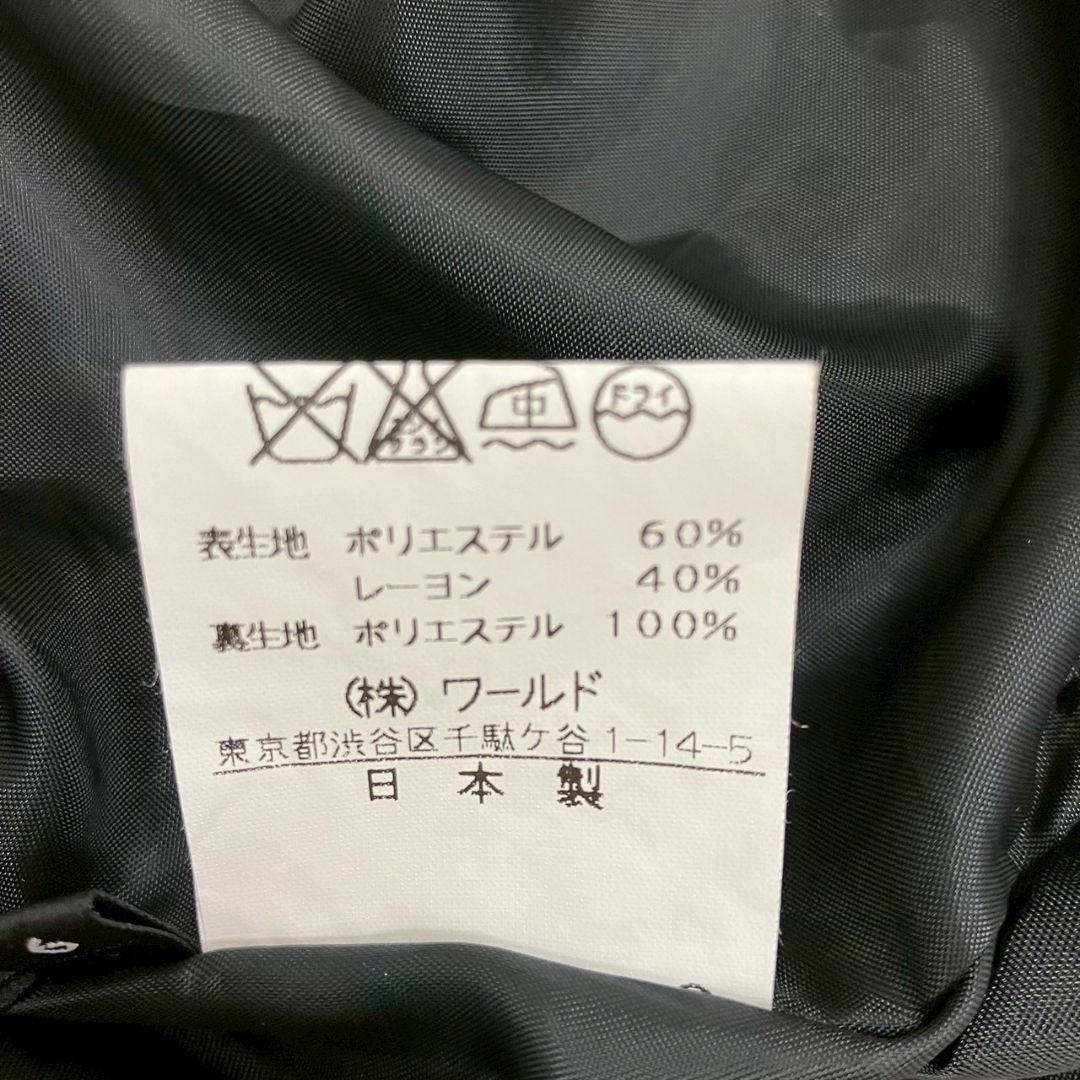 中 ドライ
表生地 ポリエステル 60%
レーヨン 40%
裏生地 ポリエステル 100%
(株) ワールド
東京都渋谷区千駄ケ谷1-14-5
日本製